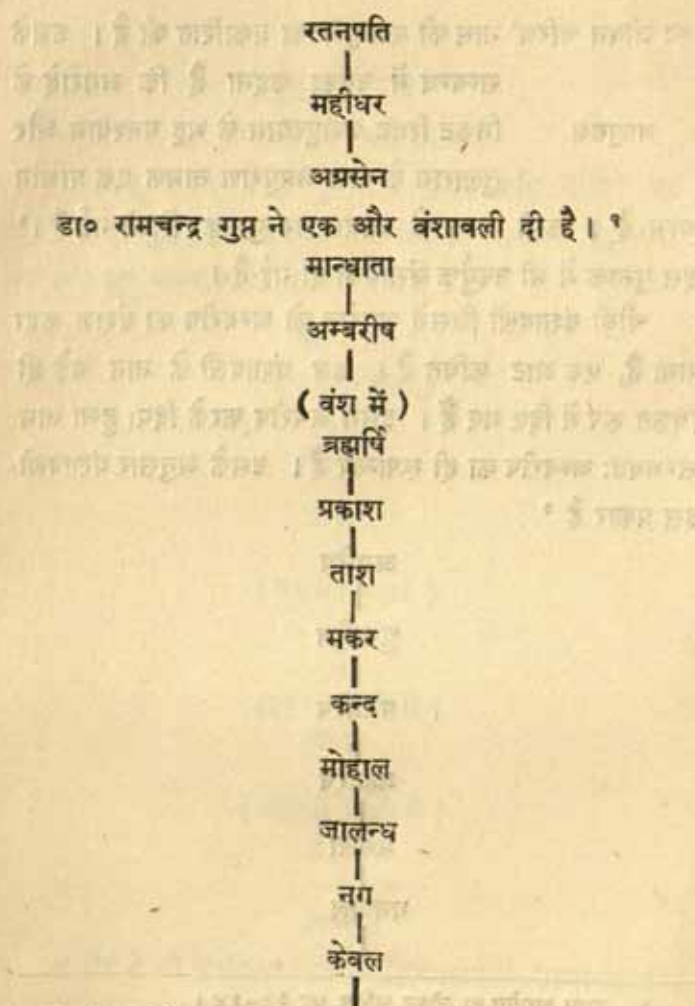 रतनपति
महीधर
अग्रसेन
डा० रामचन्द्र गुप्त ने एक और वंशावली दी है। १
मान्धाता
अम्बरीष
( वंश में )
ब्रह्मर्षि
प्रकाश
ताश
मकर
कन्द
मोहाल
जालन्ध
नग
केवल